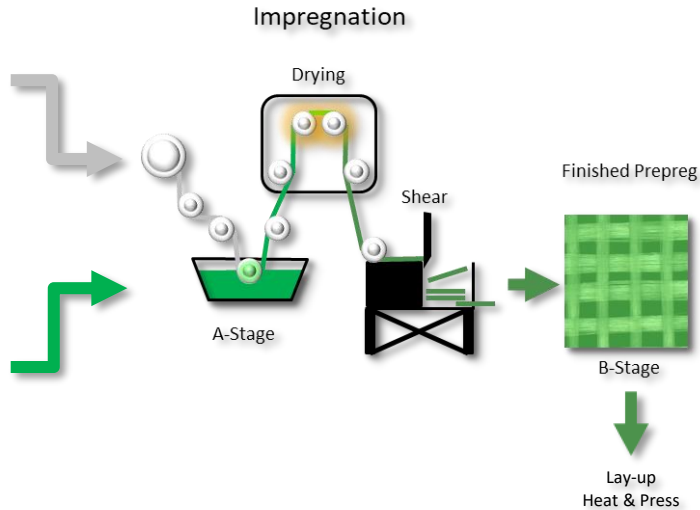 Impregnation
Drying
Shear
Finished Prepreg
A-Stage
B-Stage
Lay-up
Heat & Press